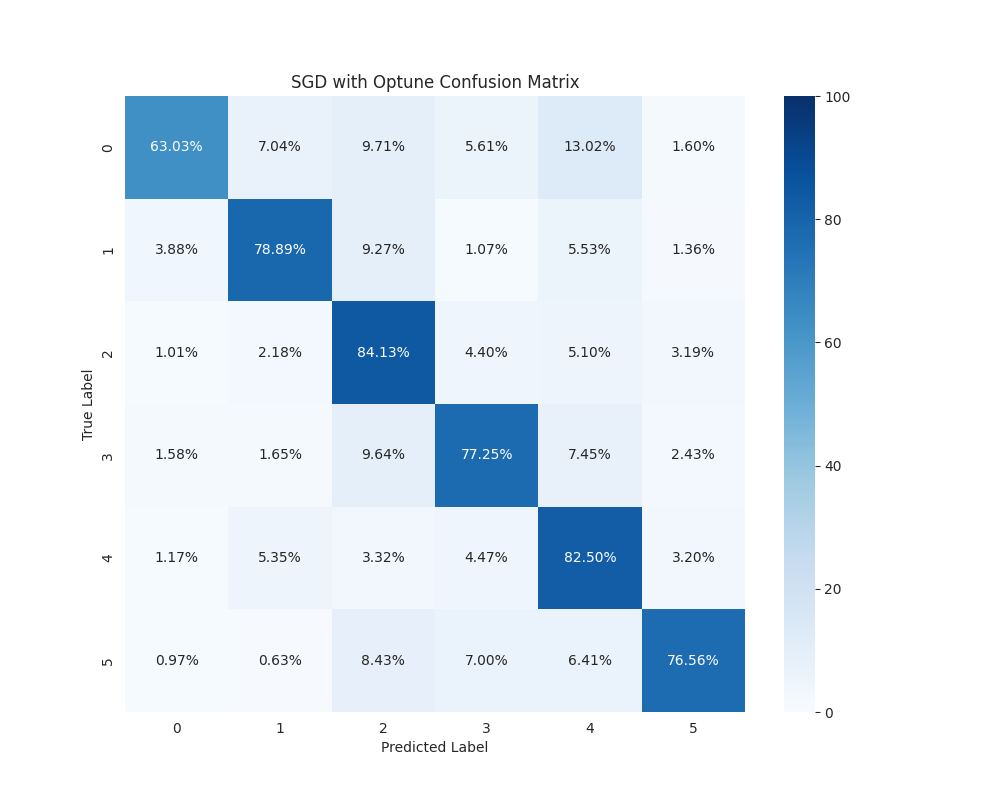 SGD with Optune Confusion Matrix
True Label
0 63.03% 7.04% 9.71% 5.61% 13.02% 1.60%
1 3.88% 78.89% 9.27% 1.07% 5.53% 1.36%
2 1.01% 2.18% 84.13% 4.40% 5.10% 3.19%
3 1.58% 1.65% 9.64% 77.25% 7.45% 2.43%
4 1.17% 5.35% 3.32% 4.47% 82.50% 3.20%
5 0.97% 0.63% 8.43% 7.00% 6.41% 76.56%
0 1 2 3 4 5
Predicted Label
100
80
60
40
20
0